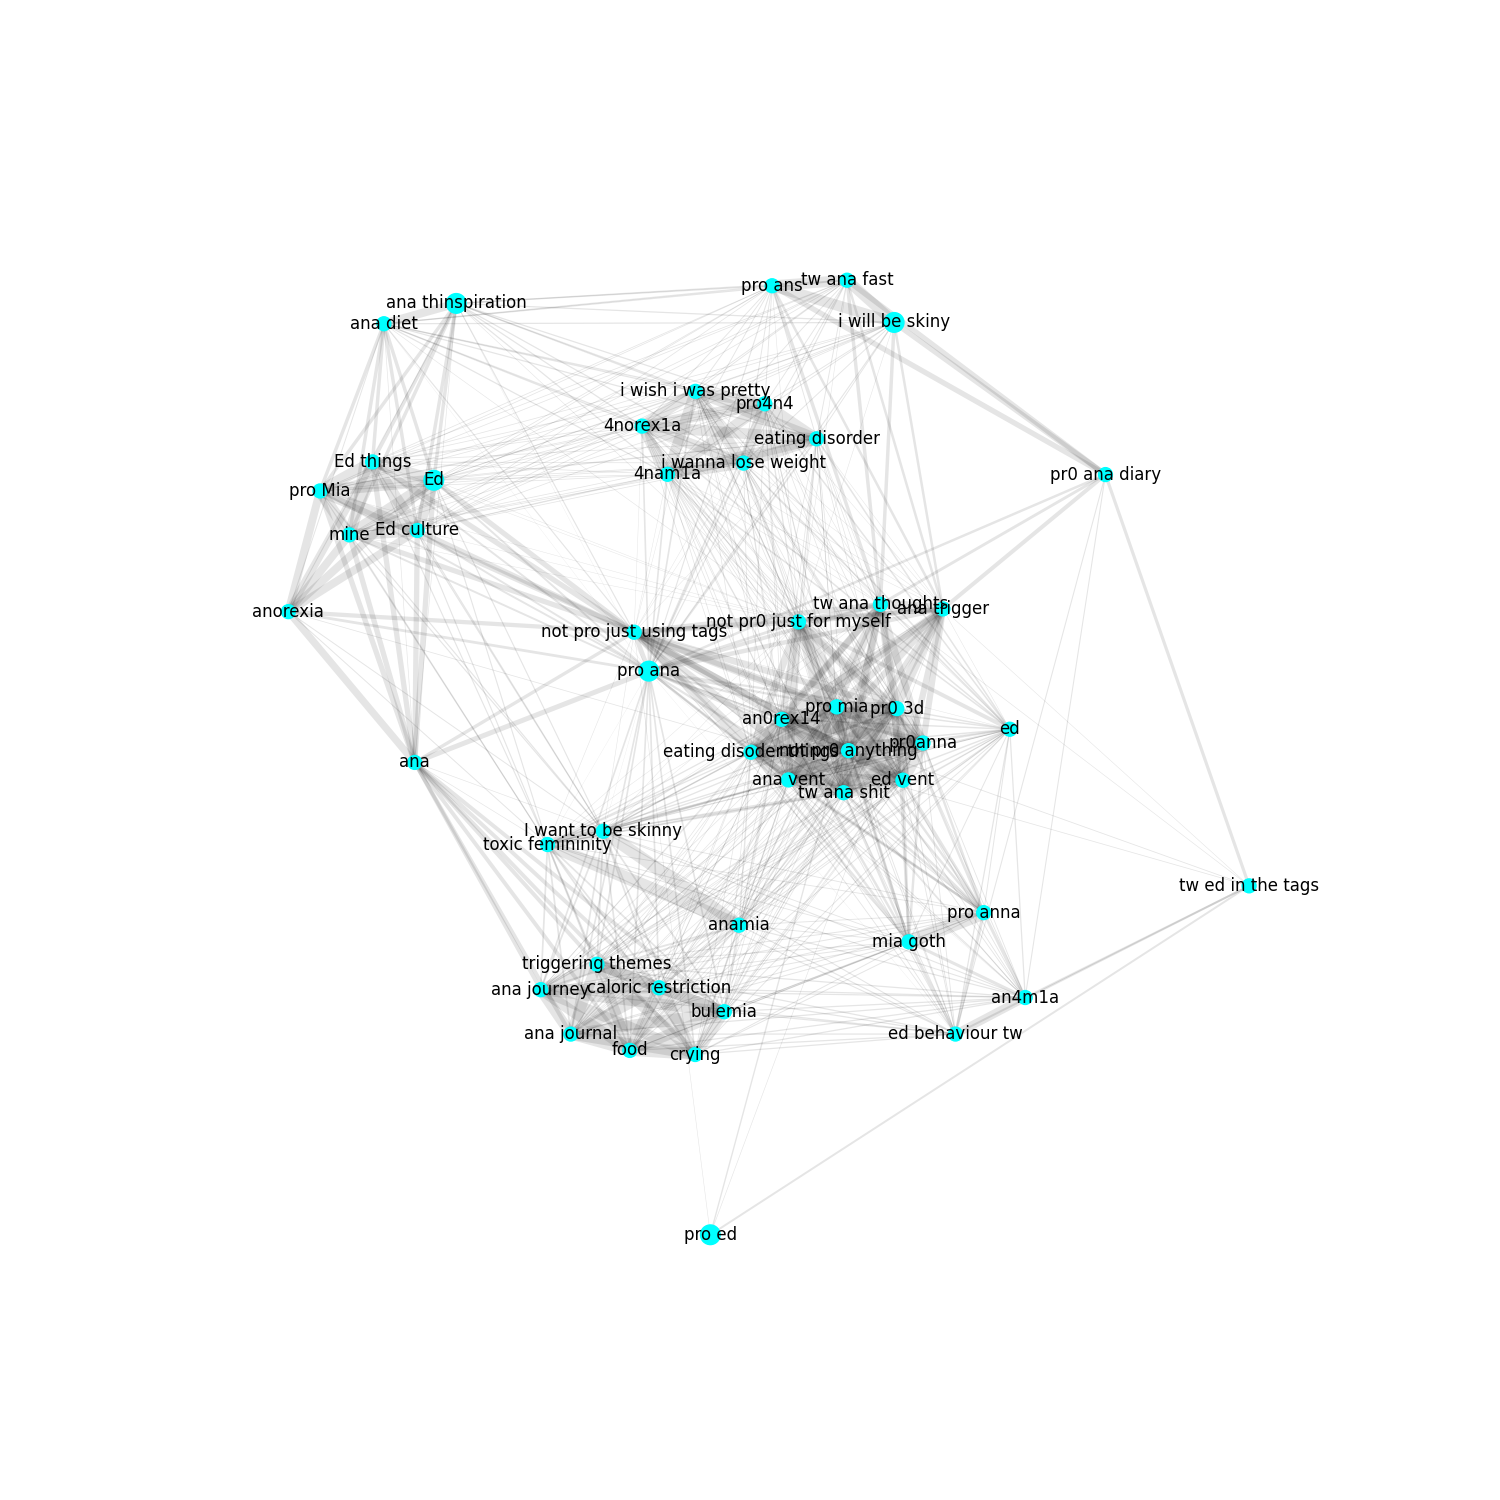 tw ana fast
pro ans
ana thinspiration
i will be skiny
ana diet
i wish i was pretty
pro4n4
4norex1a
eating disorder
Ed things
i wanna lose weight
4nam1a
pr0 ana diary
Ed
pro Mia
Ed culture
mine
tw ana thoughts
ana trigger
anorexia
not pr0 just for myself
not pro just using tags
pro ana
pro mia
pr0 3d
an0rex14
ed
pr0anna
eating disoder things
not pr0 anything
ana
ana vent
ed vent
tw ana shit
I want to be skinny
toxic femininity
tw ed in the tags
pro anna
anamia
mia goth
triggering themes
caloric restriction
ana journey
an4m1a
bulemia
ana journal
ed behaviour tw
food
crying
pro ed